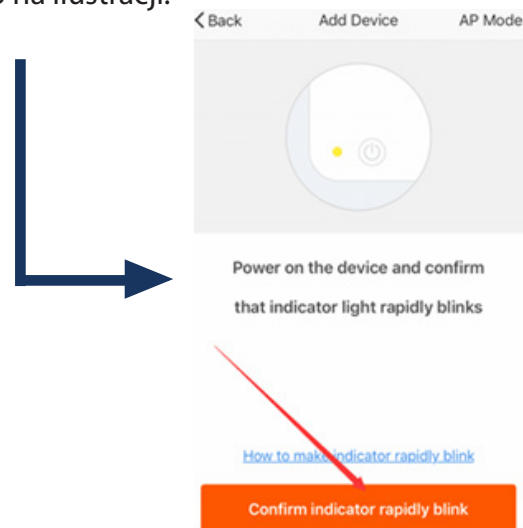 na ilustracji.
Back Add Device AP Mode
Power on the device and confirm
that indicator light rapidly blinks
How to make indicator rapidly blink
Confirm indicator rapidly blink